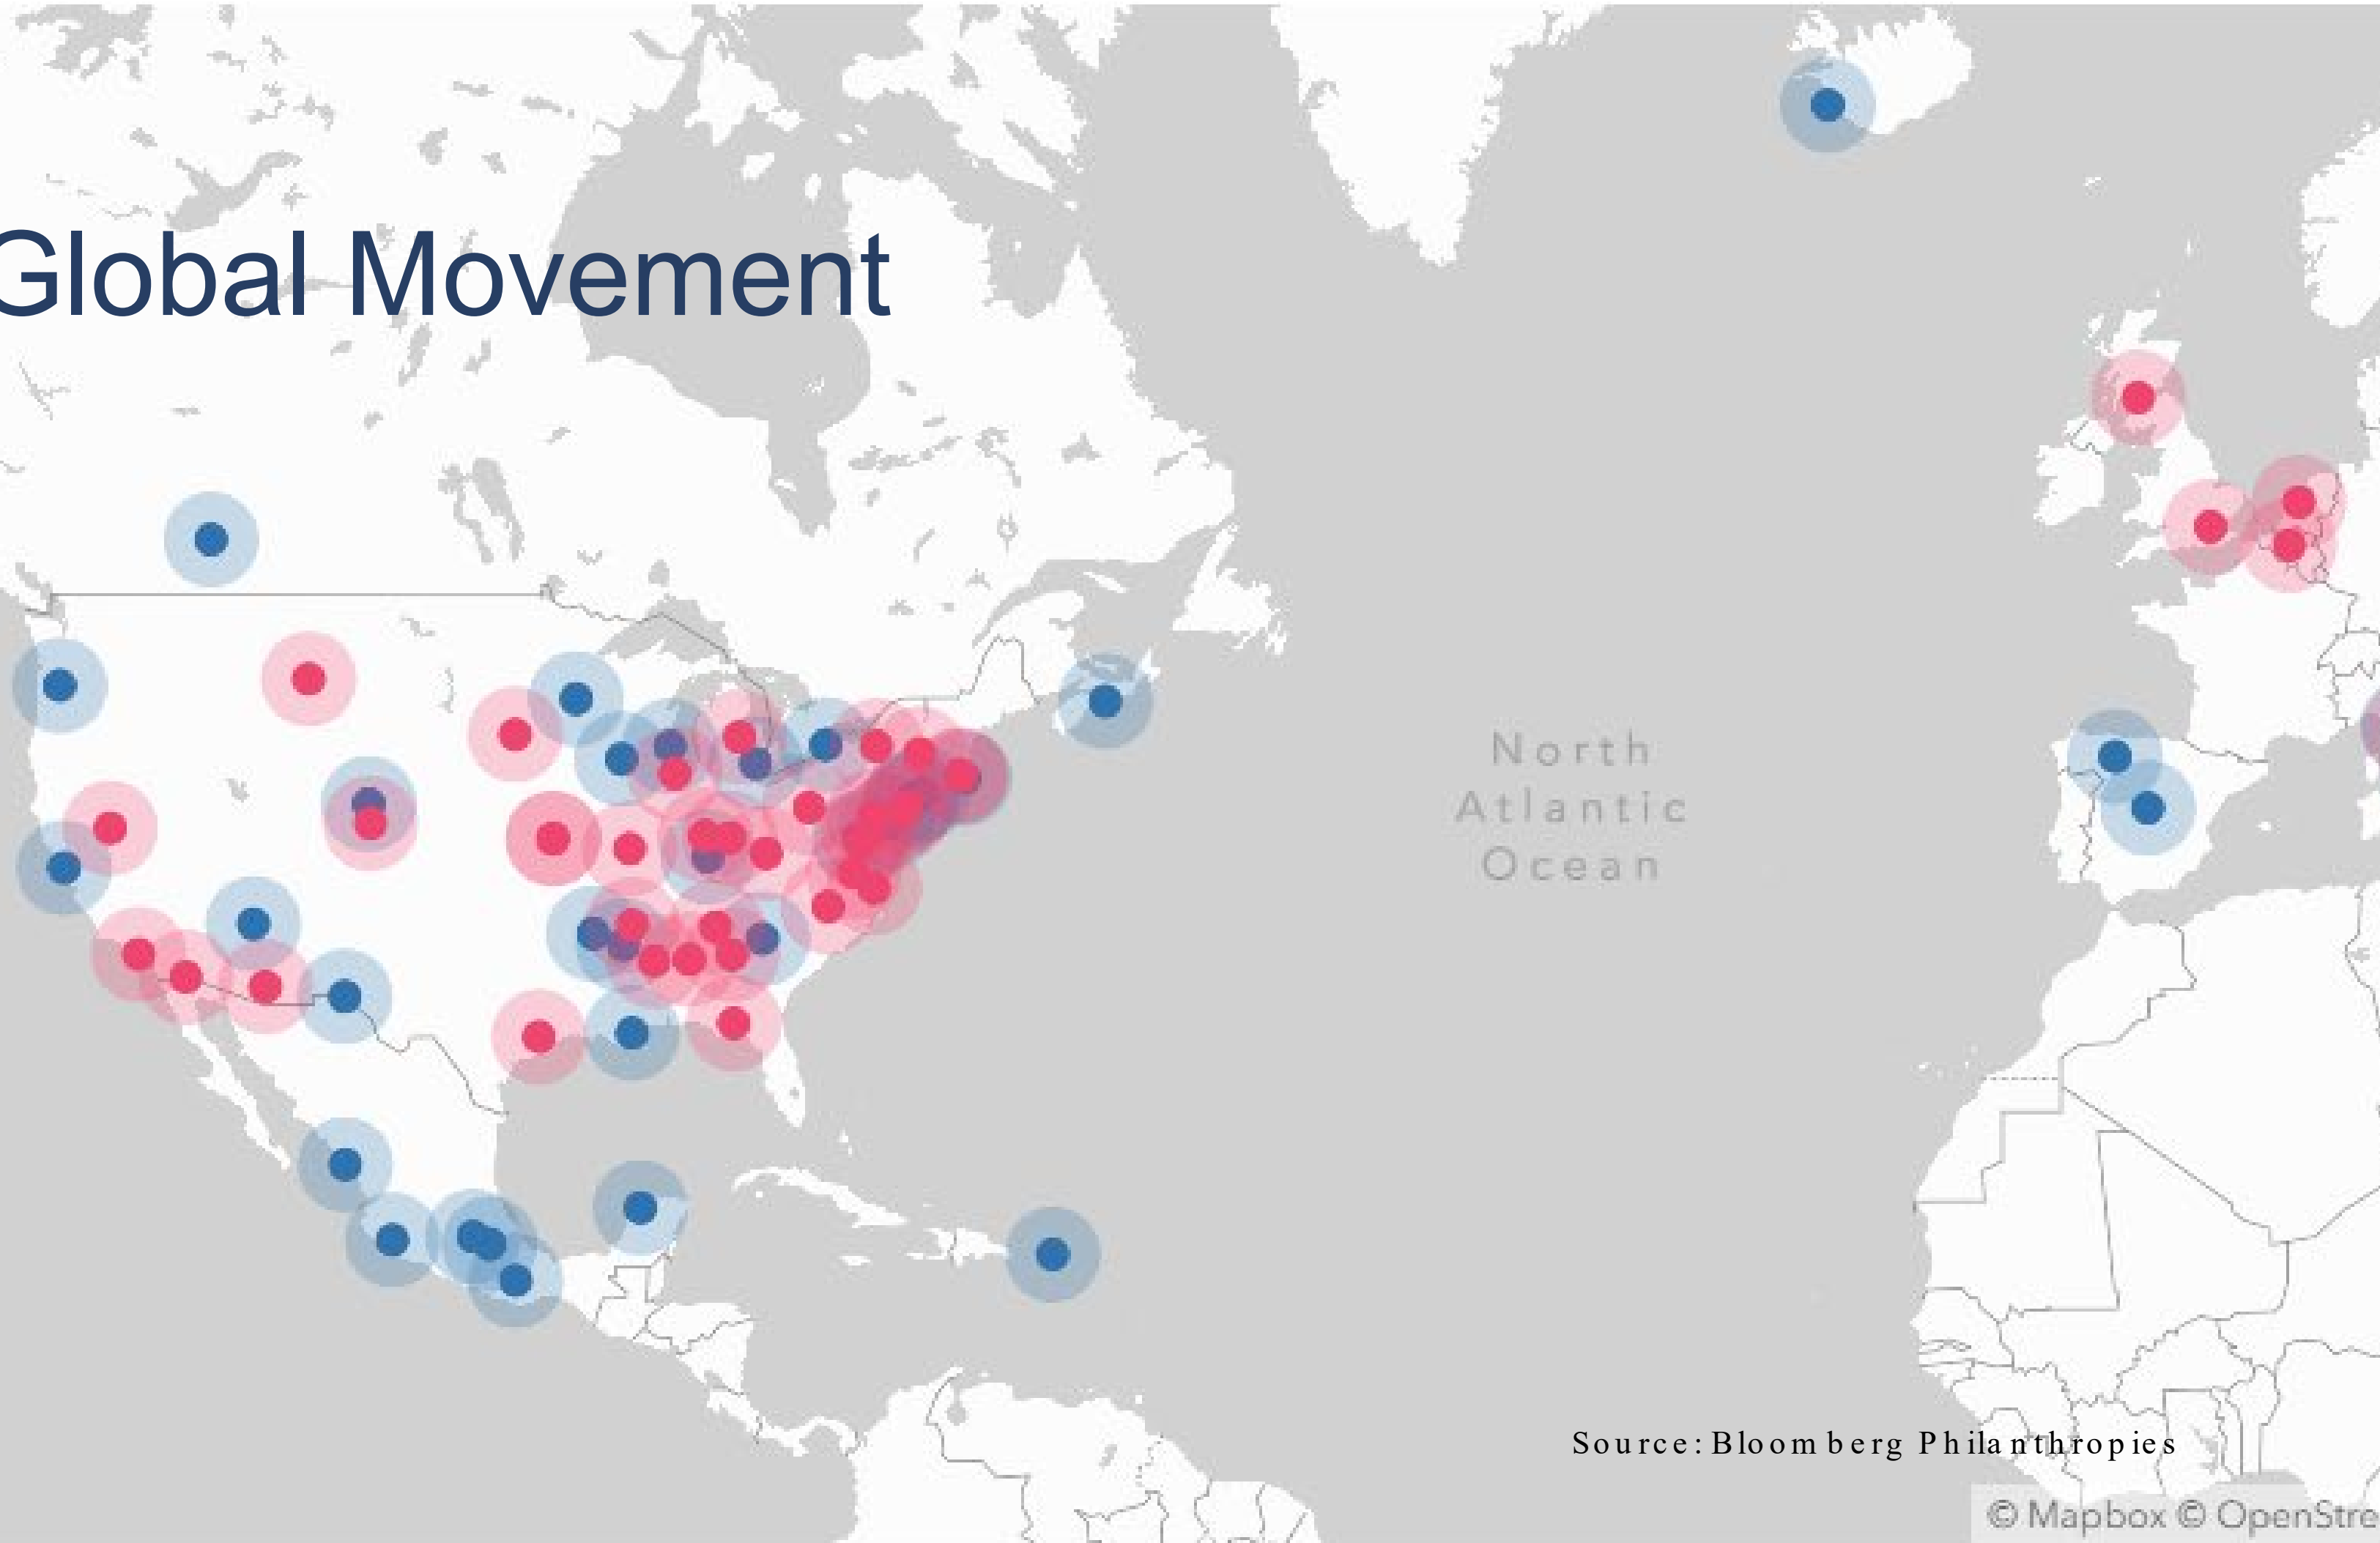 Global Movement
North
Atlantic
Ocean
Source: Bloomberg Philanthropies
© Mapbox © OpenStre